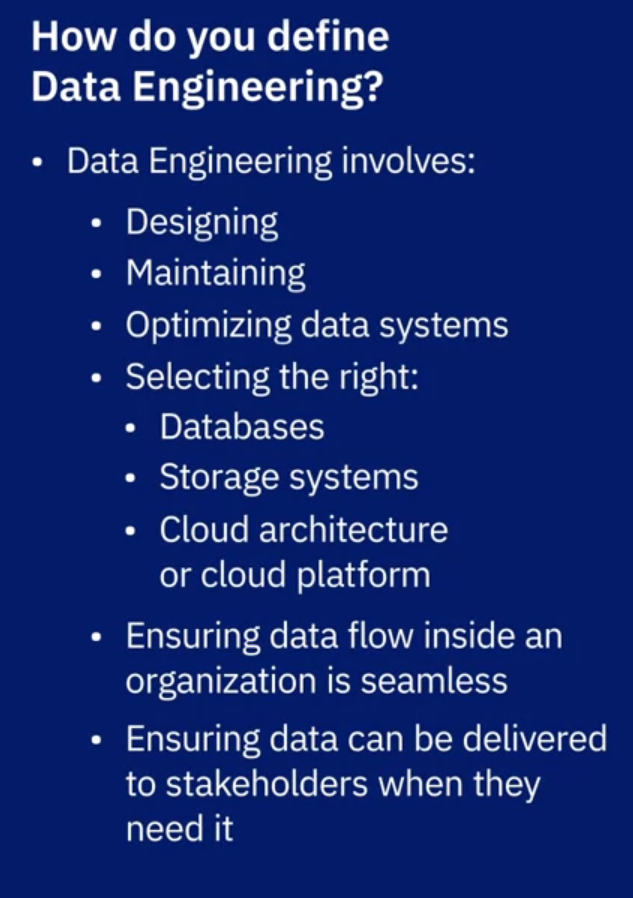 How do you define
Data Engineering?
• Data Engineering involves:
• Designing
• Maintaining
• Optimizing data systems
• Selecting the right:
• Databases
• Storage systems
• Cloud architecture
or cloud platform
• Ensuring data flow inside an
organization is seamless
• Ensuring data can be delivered
to stakeholders when they
need it